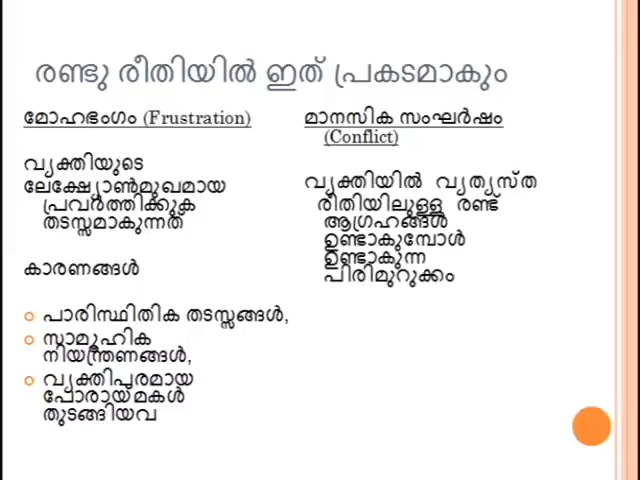 രണ്ടു രീതിയിൽ ഇത് പ്രകടമാകും
മോഹഭംഗം (Frustration)
വ്യക്തിയുടെ
ലേക്ഷ്യോൺമുഖമായ
പ്രവർത്തിക്കുക
തടസ്സമാകുന്നത്
കാരണങ്ങൾ
പാരിസ്ഥിതിക തടസ്സങ്ങൾ,
സാമൂഹിക
നിയന്ത്രണങ്ങൾ,
വ്യക്തിപരമായ
പോരായ്മകൾ
തുടങ്ങിയവ
മാനസിക സംഘർഷം
(Conflict)
വ്യക്തിയിൽ വ്യത്യസ്ത
രീതിയിലുള്ള രണ്ട്
ആഗ്രഹങ്ങൾ
ഉണ്ടാകുമ്പോൾ
ഉണ്ടാകുന്ന
പിരിമുറുക്കം